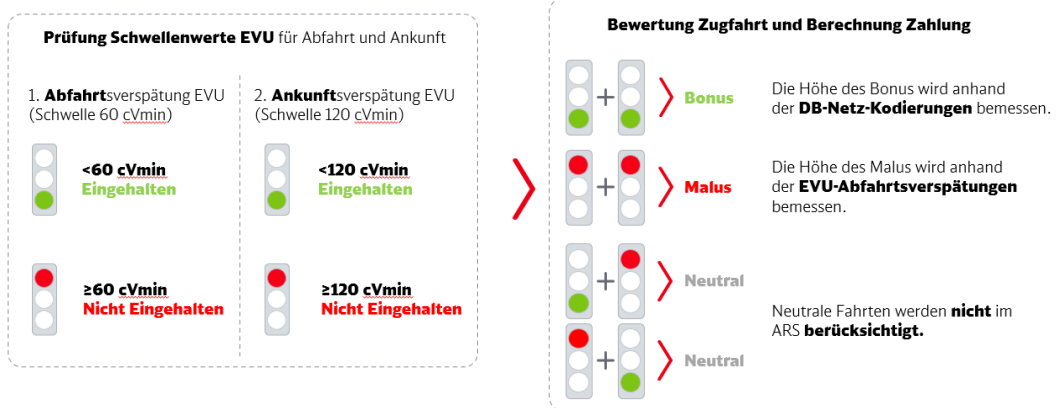 Prüfung Schwellenwerte EVU für Abfahrt und Ankunft
1. Abfahrtsverspätung EVU
(Schwelle 60 cVmin)
<60 cVmin
Eingehalten
≥60 cVmin
Nicht Eingehalten
2. Ankunftsverspätung EVU
(Schwelle 120 cVmin)
<120 cVmin
Eingehalten
≥120 cVmin
Nicht Eingehalten
Bewertung Zugfahrt und Berechnung Zahlung
Bonus
Die Höhe des Bonus wird anhand
der DB-Netz-Kodierungen bemessen.
Malus
Die Höhe des Malus wird anhand
der EVU-Abfahrtsverspätungen
bemessen.
Neutral
Neutral
Neutrale Fahrten werden nicht im
ARS berücksichtigt.